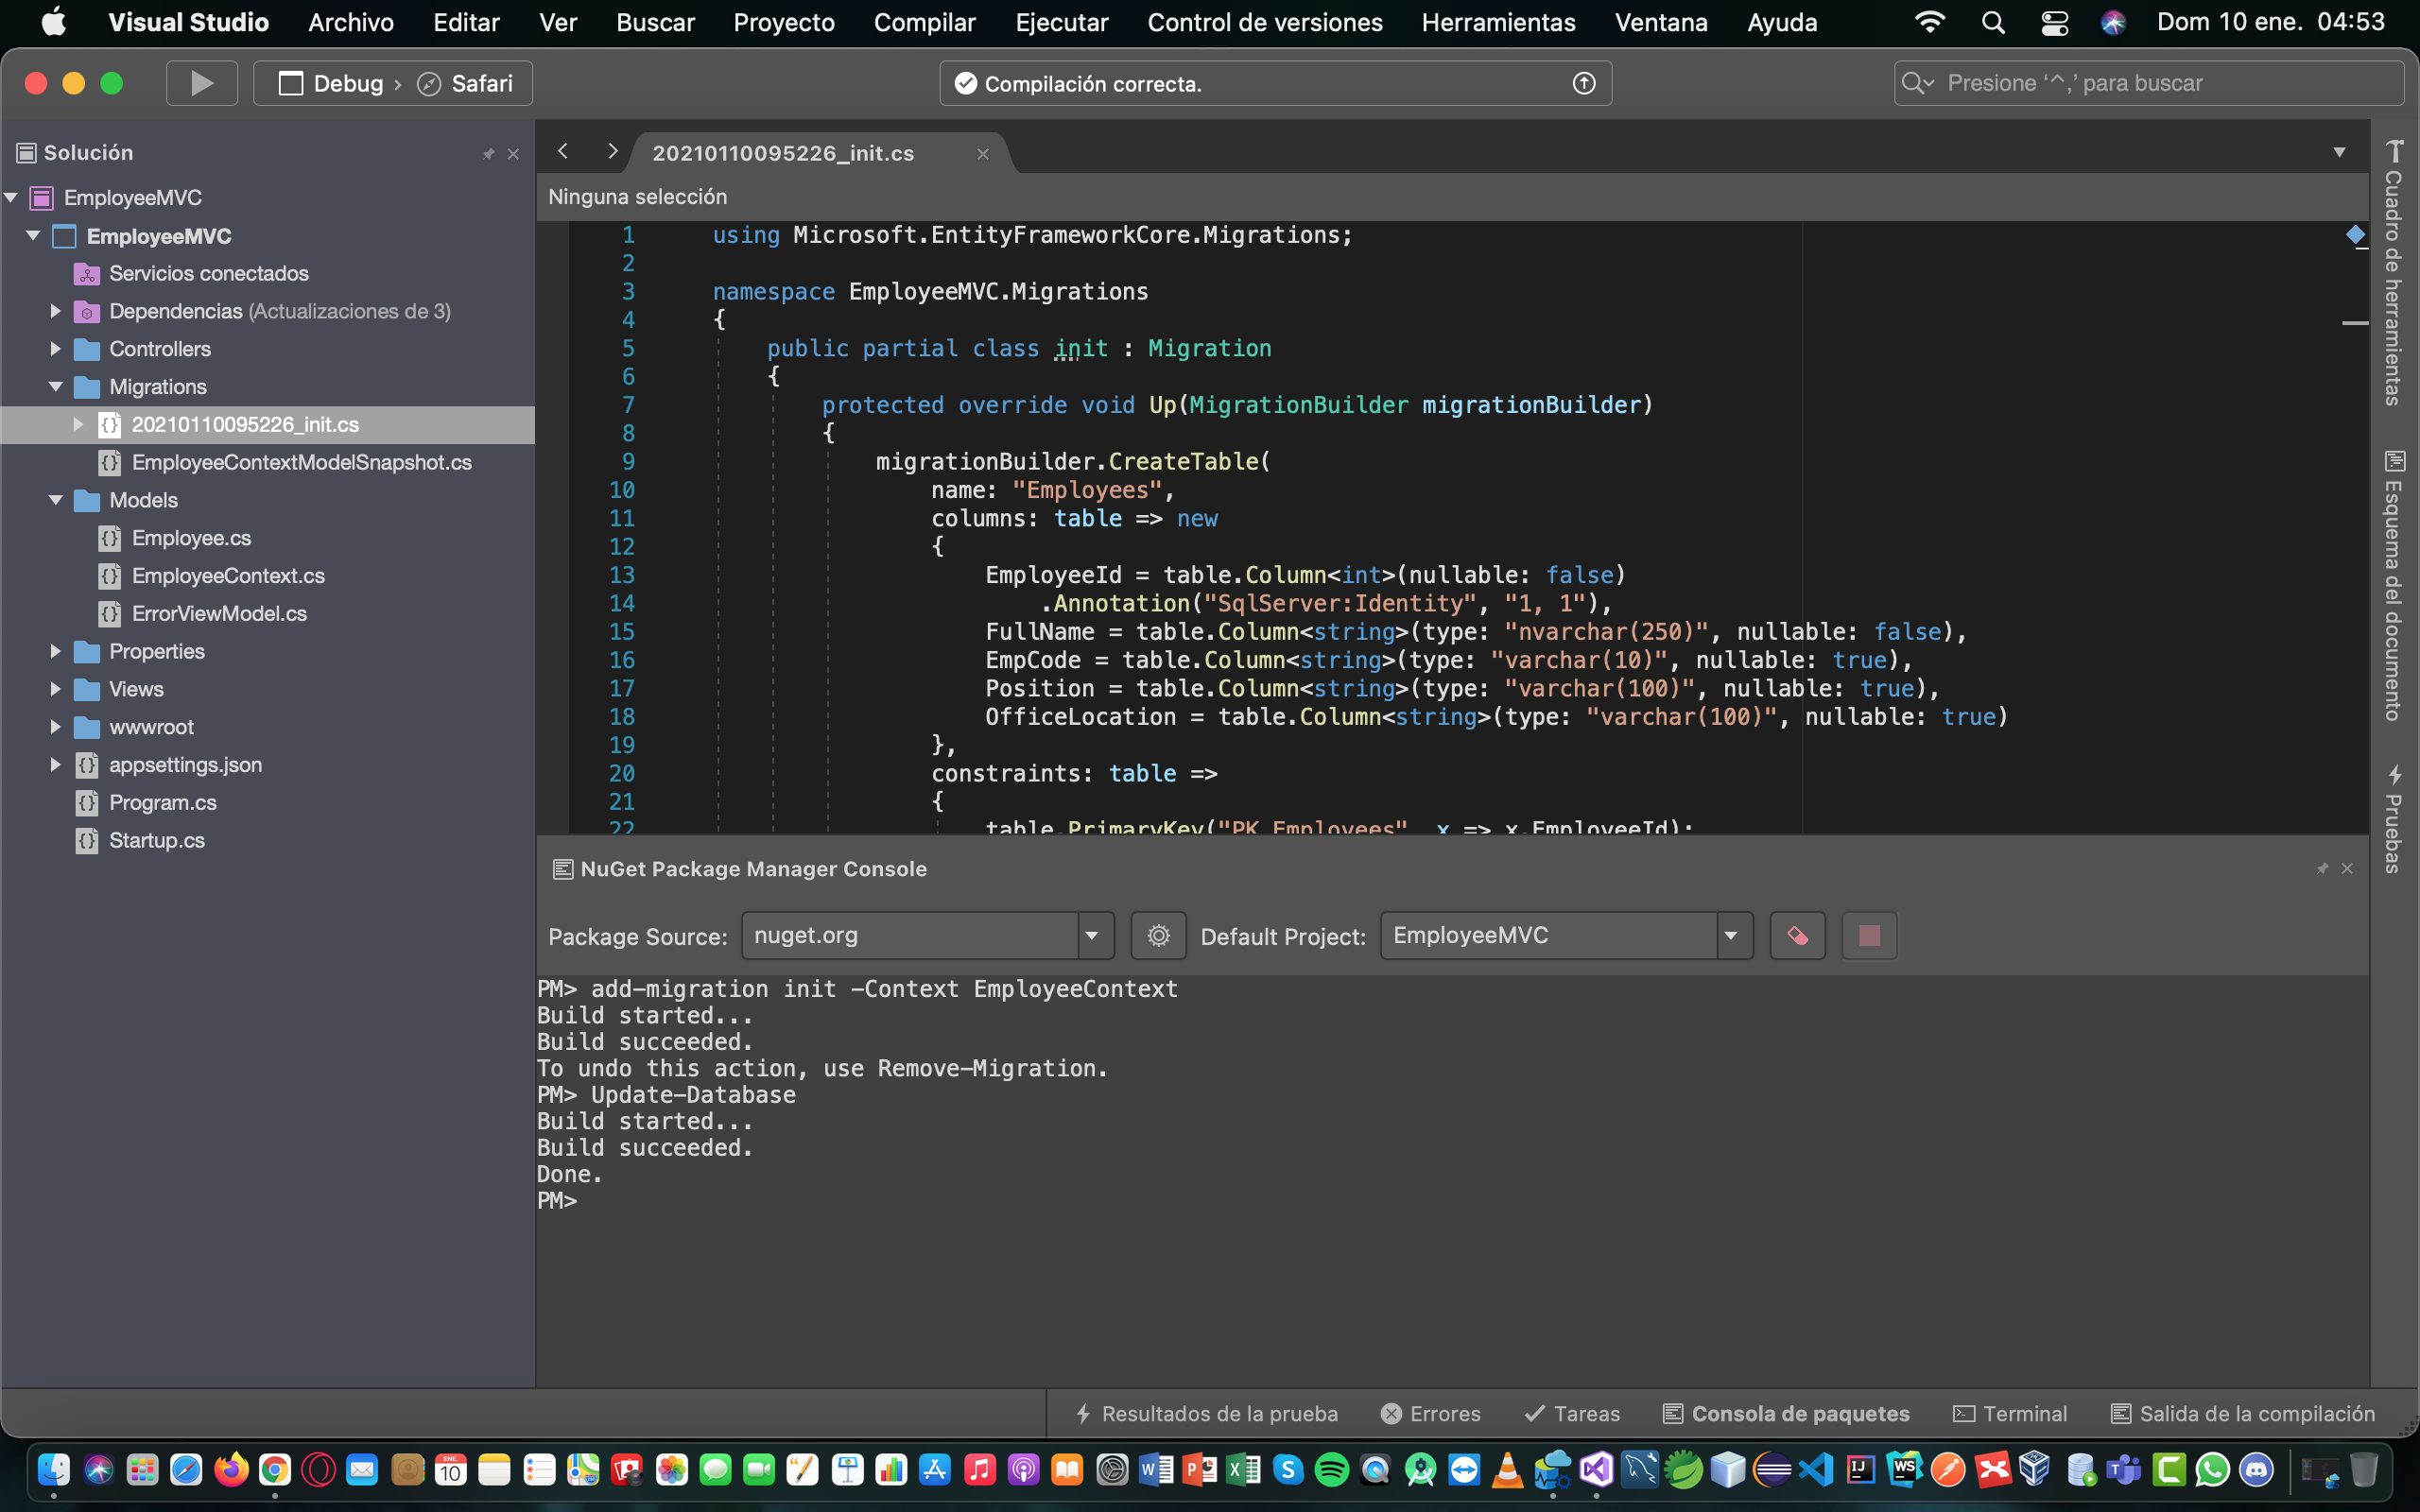 Visual Studio Archivo Editar Ver Buscar Proyecto Compilar Ejecutar Control de versiones Herramientas Ventana Ayuda Dom 10 ene. 04:53
Debug › Safari
Compilación correcta.
Presione ‘^,’ para buscar
Solución
EmployeeMVC
EmployeeMVC
Servicios conectados
Dependencias (Actualizaciones de 3)
Controllers
Migrations
20210110095226_init.cs
EmployeeContextModelSnapshot.cs
Models
Employee.cs
EmployeeContext.cs
ErrorViewModel.cs
Properties
Views
wwwroot
appsettings.json
Program.cs
Startup.cs
20210110095226_init.cs
Ninguna selección
1 using Microsoft.EntityFrameworkCore.Migrations;
2
3 namespace EmployeeMVC.Migrations
4 {
5 public partial class init : Migration
6 {
7 protected override void Up(MigrationBuilder migrationBuilder)
8 {
9 migrationBuilder.CreateTable(
10 name: "Employees",
11 columns: table => new
12 {
13 EmployeeId = table.Column<int>(nullable: false)
14 .Annotation("SqlServer:Identity", "1, 1"),
15 FullName = table.Column<string>(type: "nvarchar(250)", nullable: false),
16 EmpCode = table.Column<string>(type: "varchar(10)", nullable: true),
17 Position = table.Column<string>(type: "varchar(100)", nullable: true),
18 OfficeLocation = table.Column<string>(type: "varchar(100)", nullable: true)
19 },
20 constraints: table =>
21 {
22 table.PrimaryKey("PK_Employees", x => x.EmployeeId);
Cuadro de herramientas
Esquema del documento
Pruebas
NuGet Package Manager Console
Package Source: nuget.org Default Project: EmployeeMVC
PM> add-migration init -Context EmployeeContext
Build started...
Build succeeded.
To undo this action, use Remove-Migration.
PM> Update-Database
Build started...
Build succeeded.
Done.
PM>
Resultados de la prueba Errores Tareas Consola de paquetes Terminal Salida de la compilación
ENE. 10 W P X S IJ WS T C